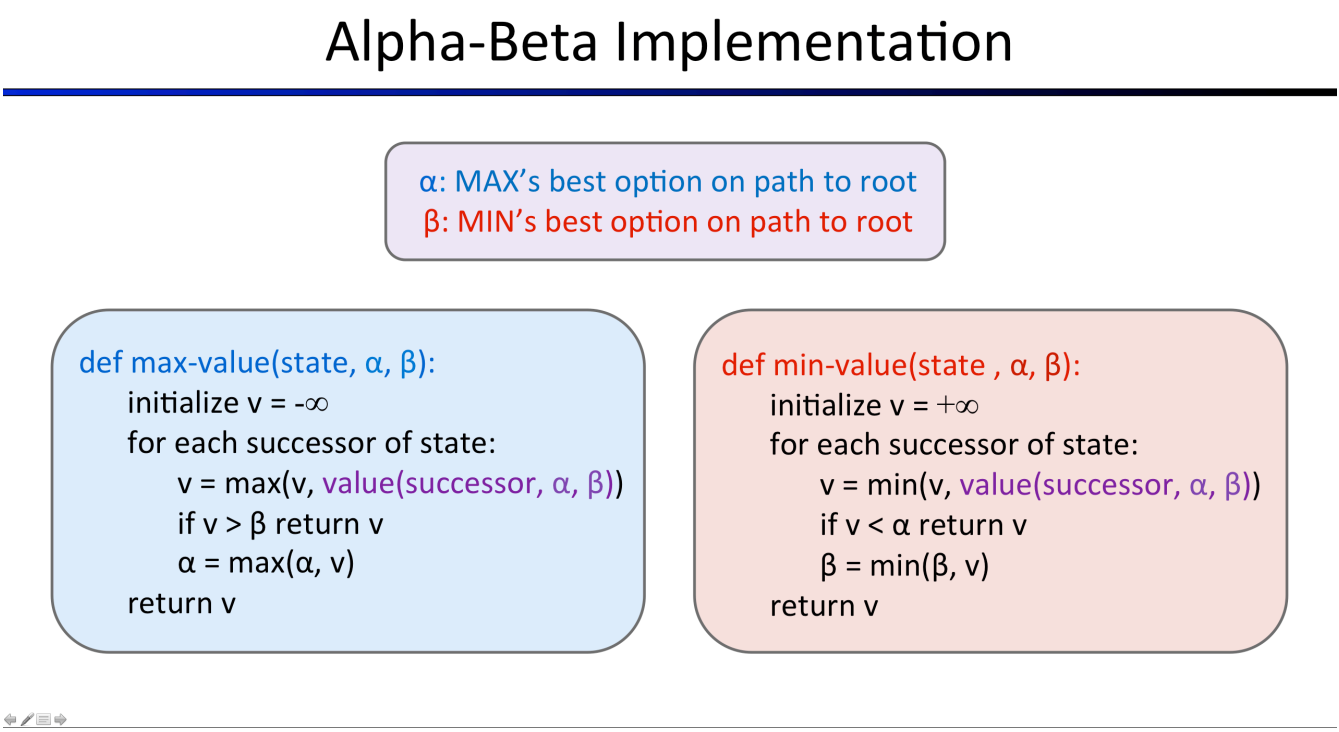 Alpha-Beta Implementation
α: MAX’s best option on path to root
β: MIN’s best option on path to root
def max-value(state, α, β):
initialize v = -∞
for each successor of state:
v = max(v, value(successor, α, β))
if v > β return v
α = max(α, v)
return v
def min-value(state , α, β):
initialize v = +∞
for each successor of state:
v = min(v, value(successor, α, β))
if v < α return v
β = min(β, v)
return v